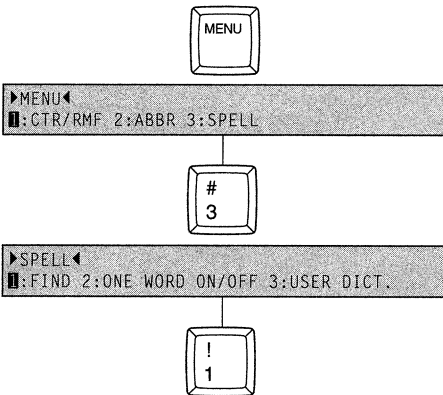 MENU
▶MENU◀
1:CTR/RMF 2:ABBR 3:SPELL
#
3
▶SPELL◀
1:FIND 2:ONE WORD ON/OFF 3:USER DICT.
!
1